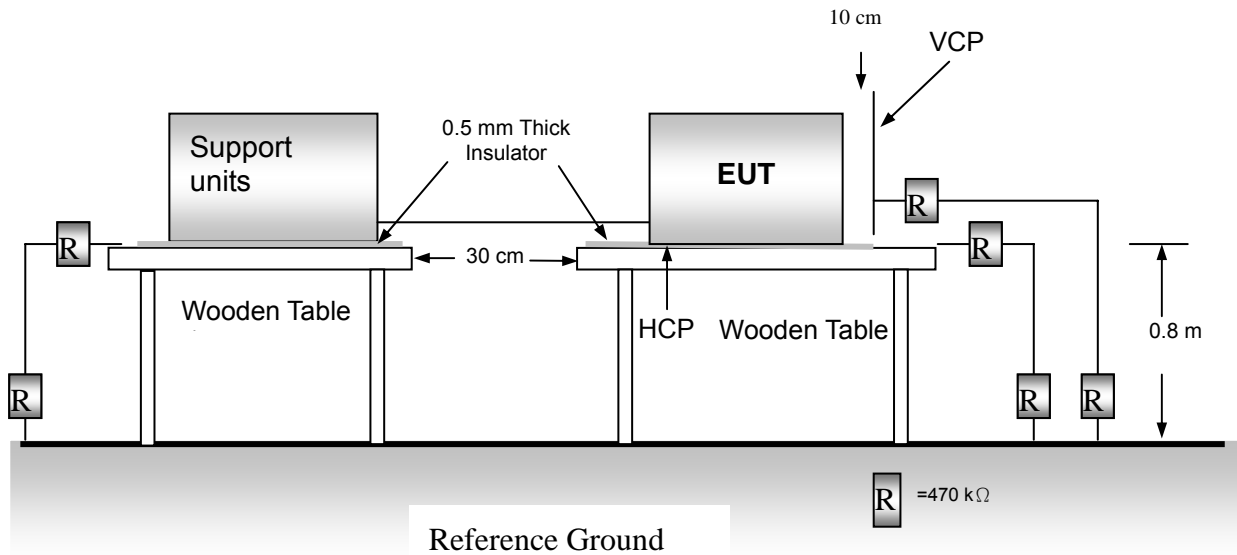 10 cm
VCP
0.5 mm Thick
Insulator
Support
units
EUT
R
R
R
30 cm
Wooden Table
HCP
Wooden Table
0.8 m
R
R
R
R
=470 kΩ
Reference Ground